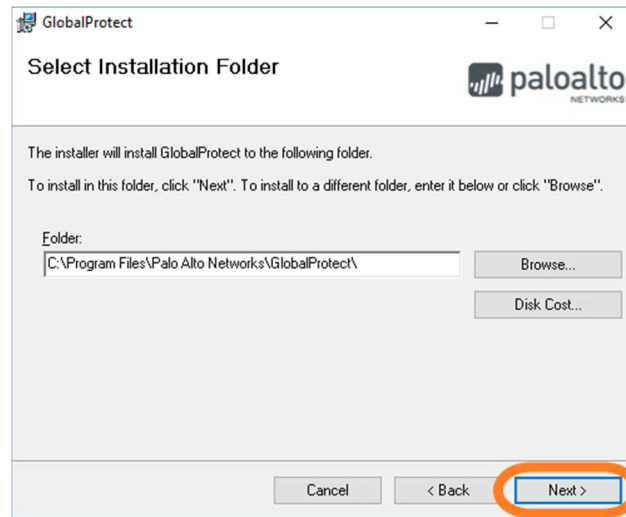 GlobalProtect
Select Installation Folder
paloalto
NETWORKS
The installer will install GlobalProtect to the following folder.
To install in this folder, click "Next". To install to a different folder, enter it below or click "Browse".
Folder:
C:\Program Files\Palo Alto Networks\GlobalProtect\
Browse...
Disk Cost...
Cancel
< Back
Next >